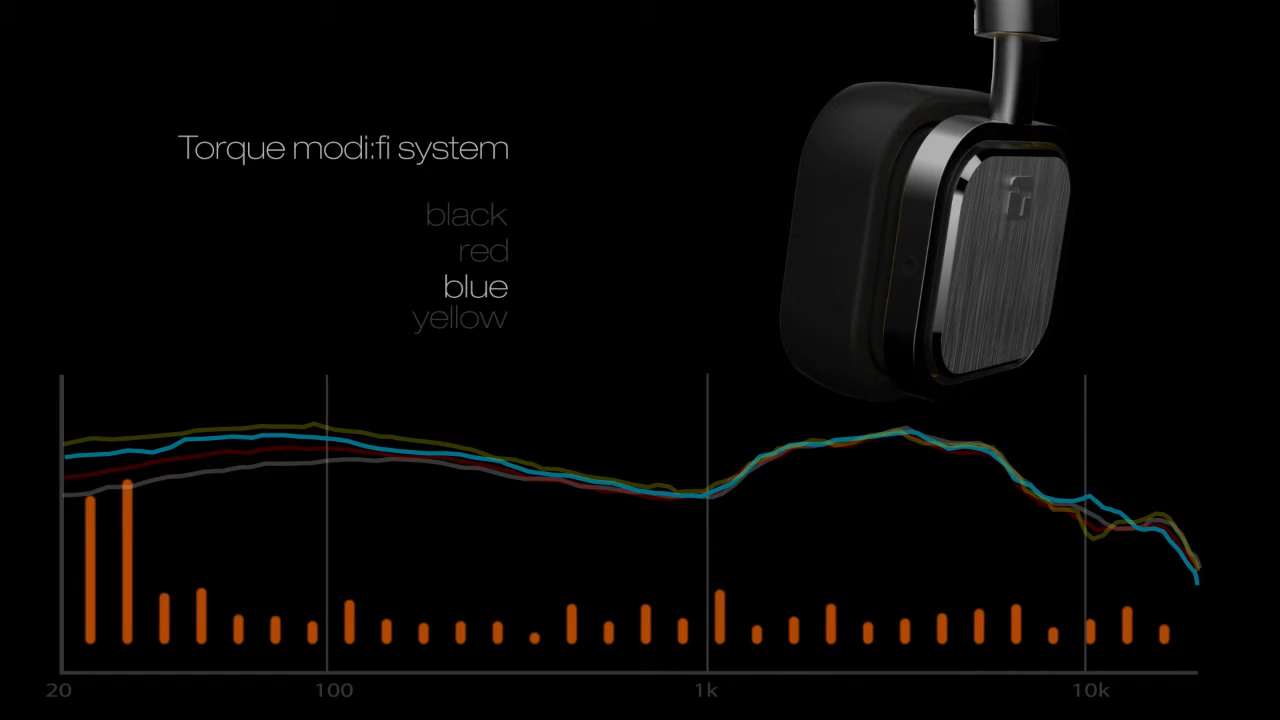 Torque modi:fi system
black
red
blue
yellow
20
100
1k
10k